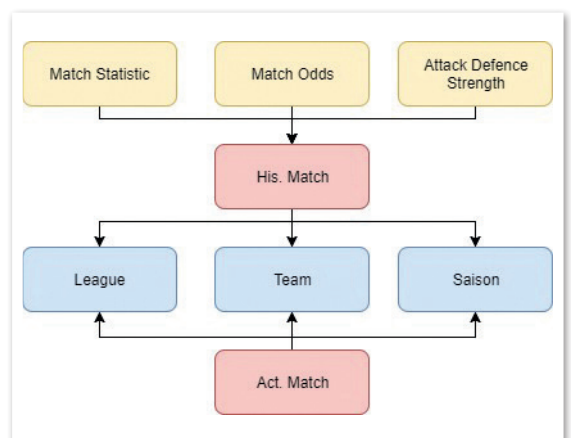 Match Statistic
Match Odds
Attack Defence
Strength
His. Match
League
Team
Saison
Act. Match